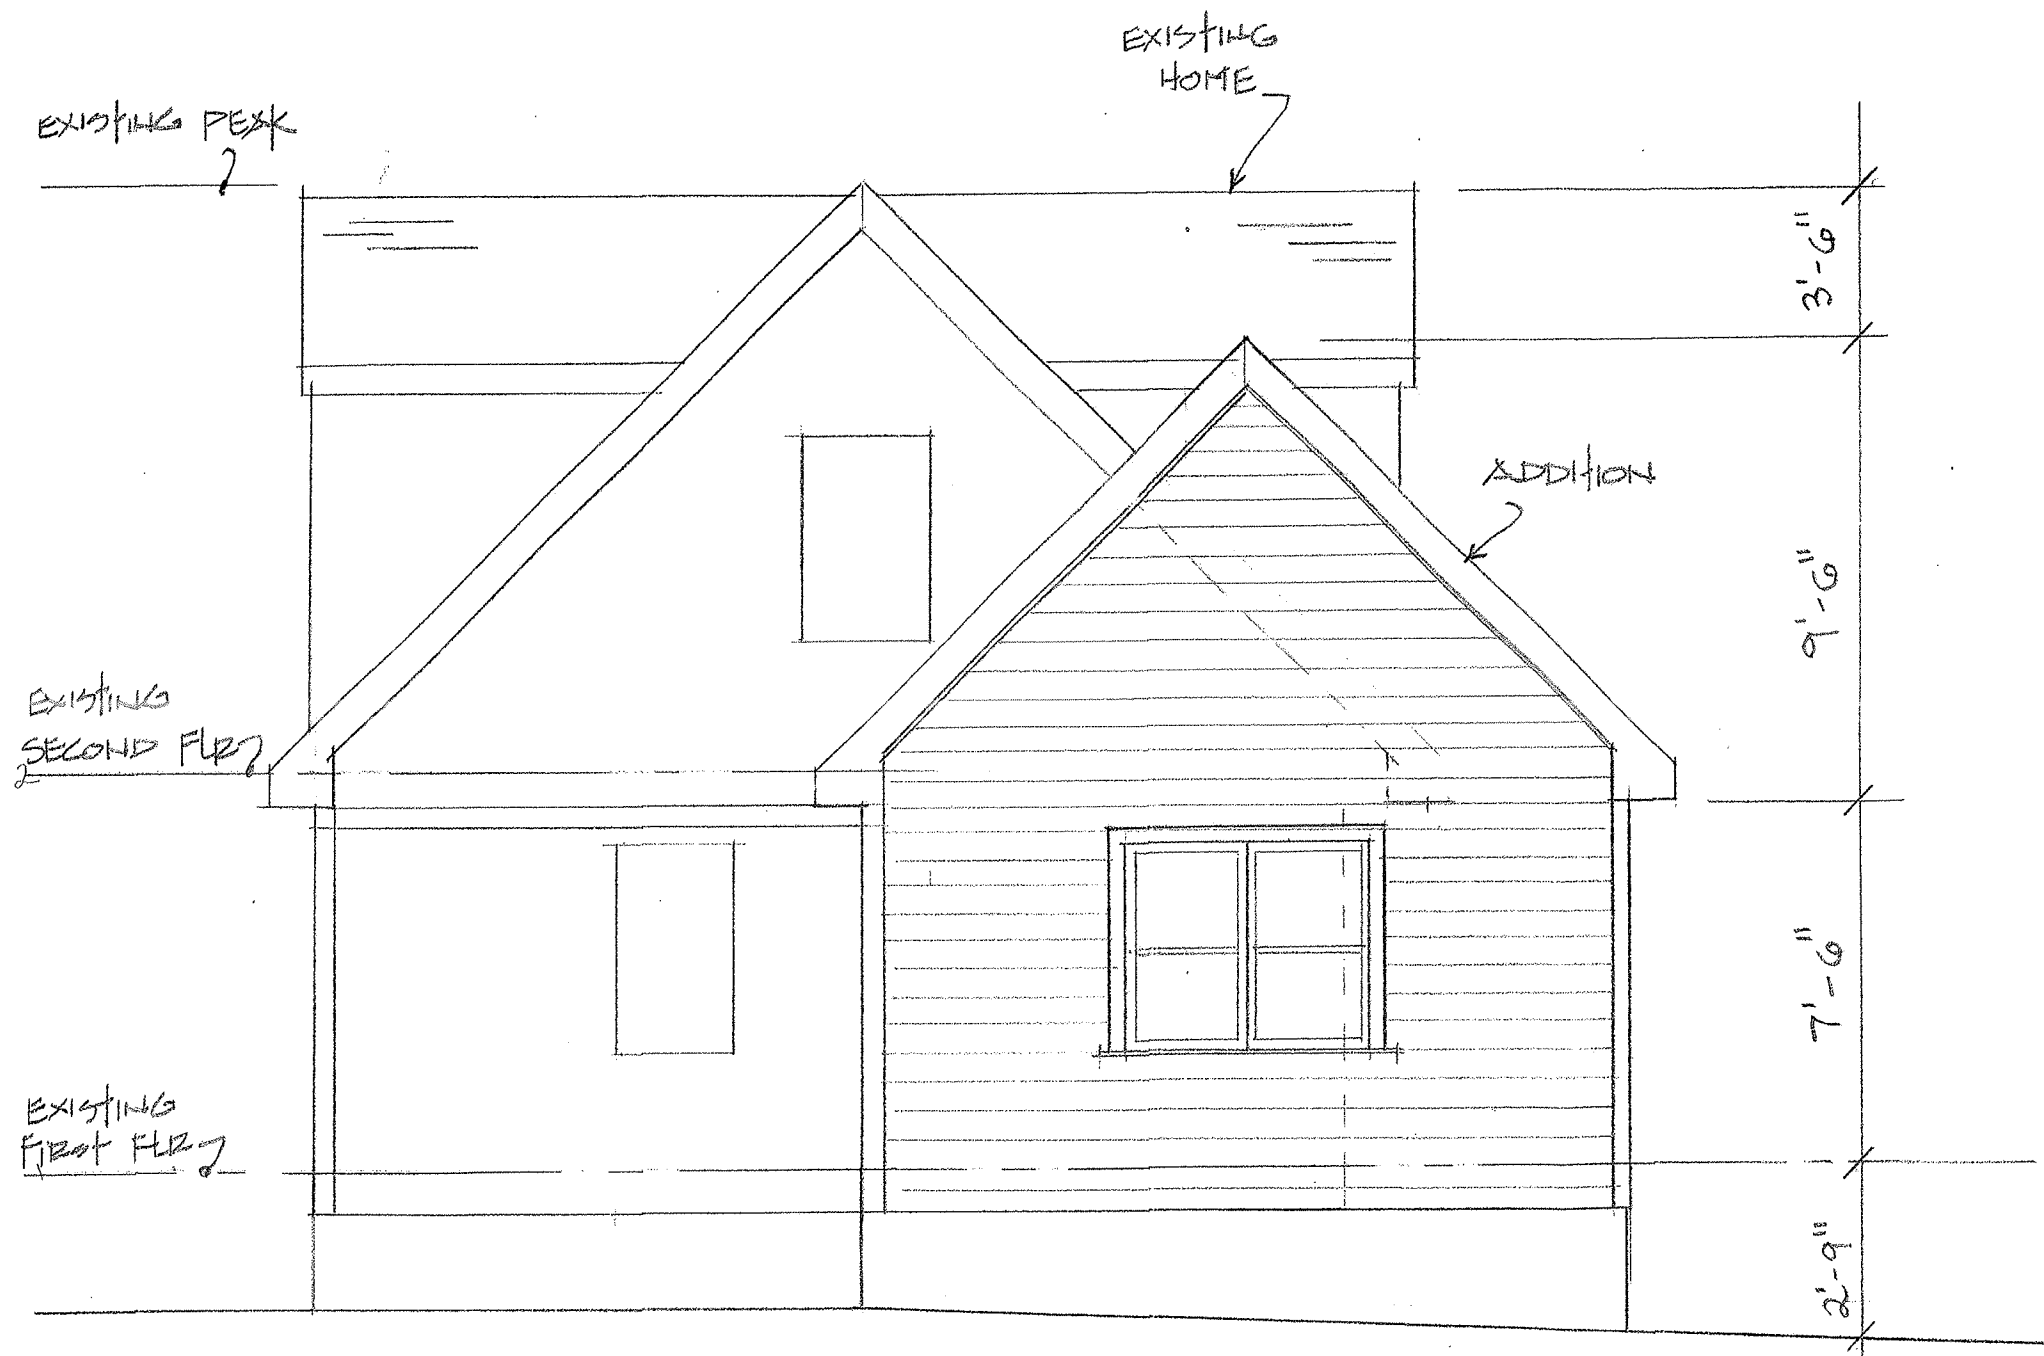 EXISTING
HOME
EXISTING PEAK
3'-6"
ADDITION
9'-6"
EXISTING
SECOND FLR
7'-6"
EXISTING
FIRST FLR
2'-9"